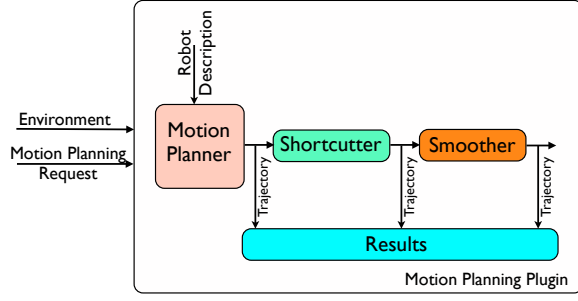 Robot
Description
Environment
Motion Planning
Request
Motion
Planner
Shortcutter
Smoother
Trajectory
Trajectory
Trajectory
Results
Motion Planning Plugin